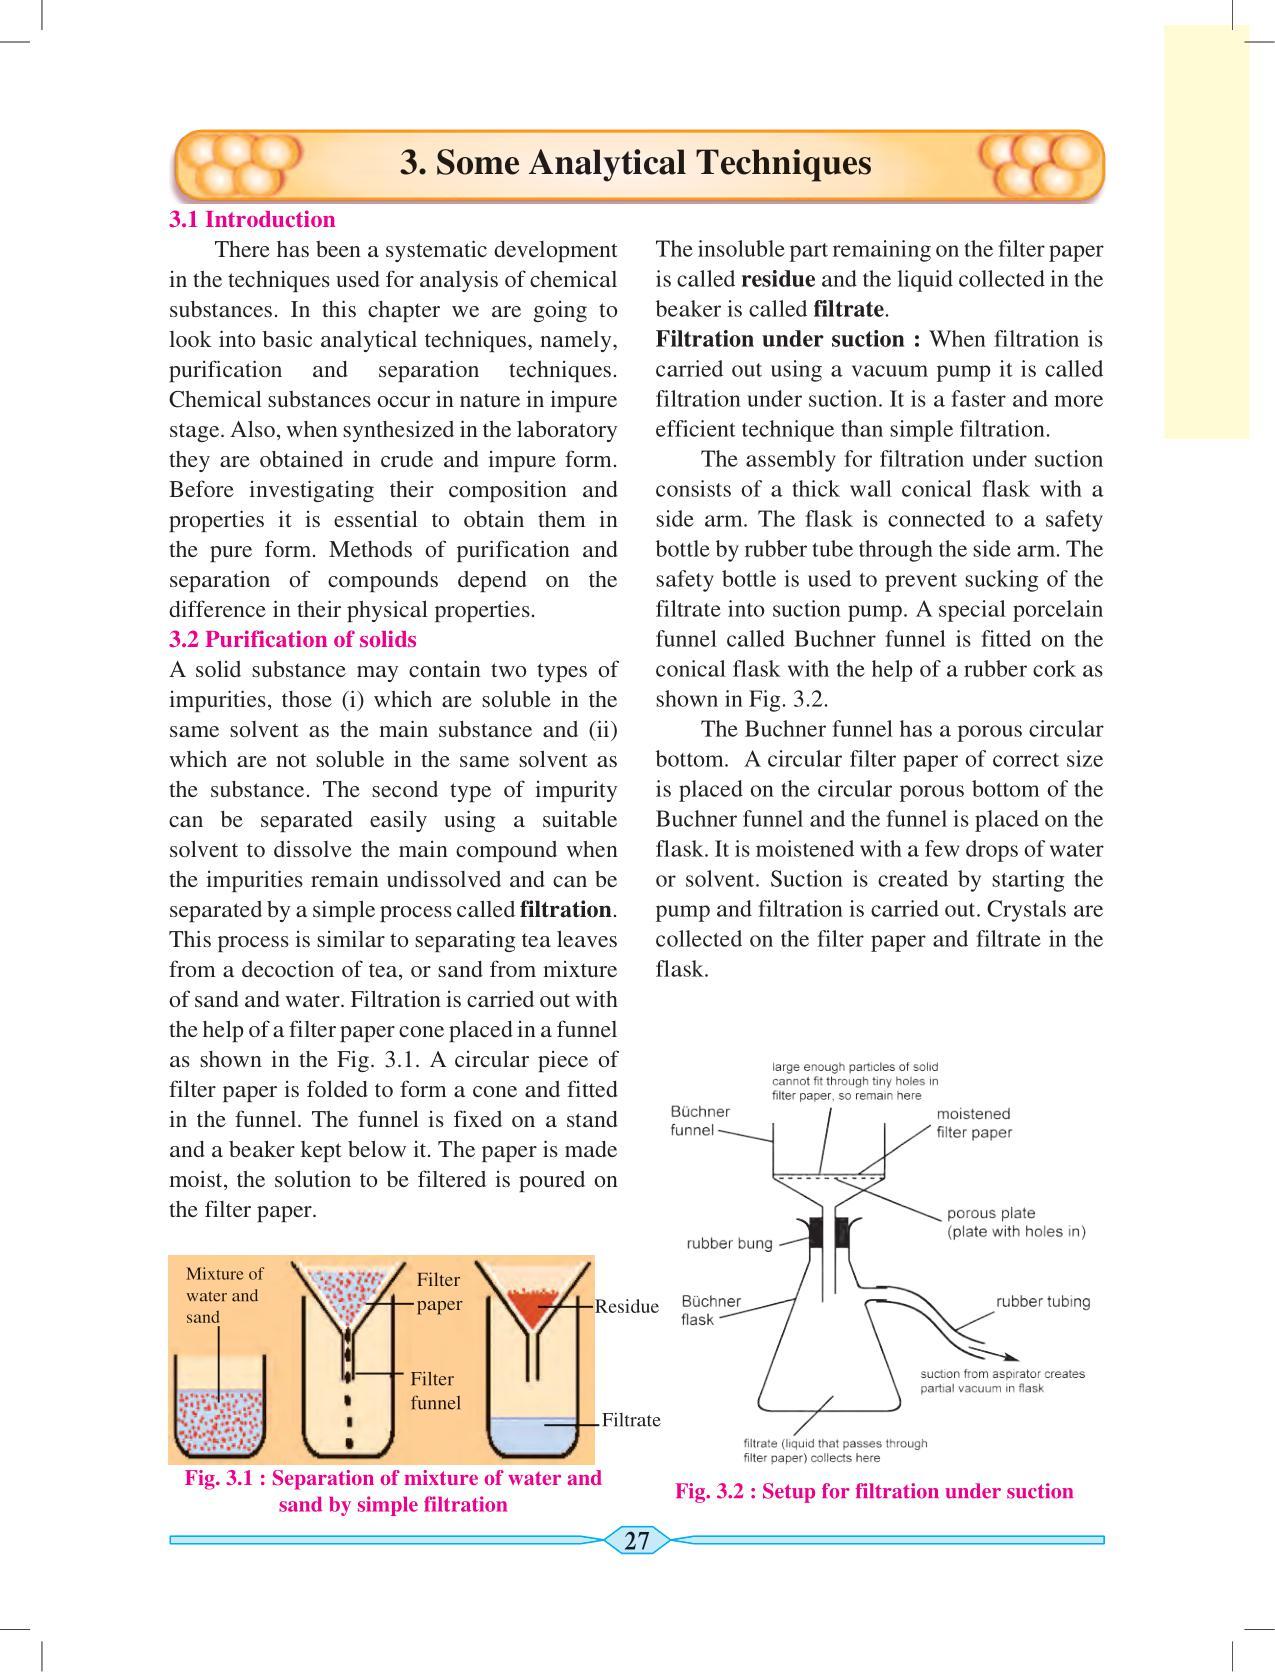 3. Some Analytical Techniques
3.1 Introduction
There has been a systematic development
in the techniques used for analysis of chemical
substances. In this chapter we are going to
look into basic analytical techniques, namely,
purification and separation techniques.
Chemical substances occur in nature in impure
stage. Also, when synthesized in the laboratory
they are obtained in crude and impure form.
Before investigating their composition and
properties it is essential to obtain them in
the pure form. Methods of purification and
separation of compounds depend on the
difference in their physical properties.
3.2 Purification of solids
A solid substance may contain two types of
impurities, those (i) which are soluble in the
same solvent as the main substance and (ii)
which are not soluble in the same solvent as
the substance. The second type of impurity
can be separated easily using a suitable
solvent to dissolve the main compound when
the impurities remain undissolved and can be
separated by a simple process called filtration.
This process is similar to separating tea leaves
from a decoction of tea, or sand from mixture
of sand and water. Filtration is carried out with
the help of a filter paper cone placed in a funnel
as shown in the Fig. 3.1. A circular piece of
filter paper is folded to form a cone and fitted
in the funnel. The funnel is fixed on a stand
and a beaker kept below it. The paper is made
moist, the solution to be filtered is poured on
the filter paper.
Mixture of
water and
sand
Filter
paper
Filter
funnel
Residue
Filtrate
Fig. 3.1 : Separation of mixture of water and
sand by simple filtration
The insoluble part remaining on the filter paper
is called residue and the liquid collected in the
beaker is called filtrate.
Filtration under suction : When filtration is
carried out using a vacuum pump it is called
filtration under suction. It is a faster and more
efficient technique than simple filtration.
The assembly for filtration under suction
consists of a thick wall conical flask with a
side arm. The flask is connected to a safety
bottle by rubber tube through the side arm. The
safety bottle is used to prevent sucking of the
filtrate into suction pump. A special porcelain
funnel called Buchner funnel is fitted on the
conical flask with the help of a rubber cork as
shown in Fig. 3.2.
The Buchner funnel has a porous circular
bottom. A circular filter paper of correct size
is placed on the circular porous bottom of the
Buchner funnel and the funnel is placed on the
flask. It is moistened with a few drops of water
or solvent. Suction is created by starting the
pump and filtration is carried out. Crystals are
collected on the filter paper and filtrate in the
flask.
large enough particles of solid
cannot fit through tiny holes in
filter paper, so remain here
Büchner
funnel
moistened
filter paper
porous plate
(plate with holes in)
rubber bung
Büchner
flask
rubber tubing
suction from aspirator creates
partial vacuum in flask
filtrate (liquid that passes through
filter paper) collects here
Fig. 3.2 : Setup for filtration under suction
27